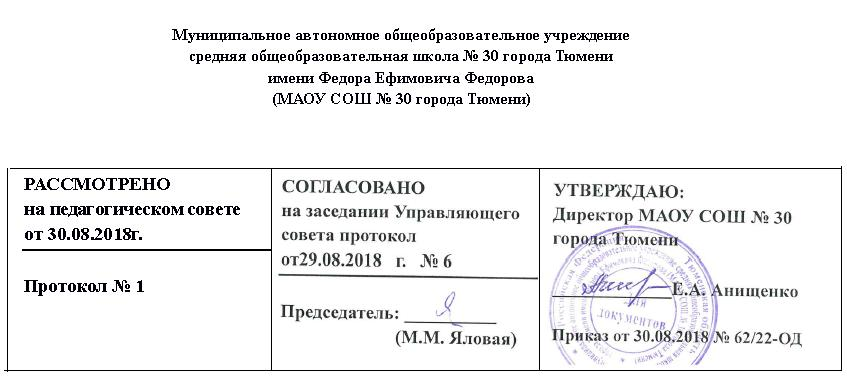 Муниципальное автономное общеобразовательное учреждение
средняя общеобразовательная школа № 30 города Тюмени
имени Федора Ефимовича Федорова
(МАОУ СОШ № 30 города Тюмени)
РАССМОТРЕНО
на педагогическом совете
от 30.08.2018г.
Протокол № 1
СОГЛАСОВАНО
на заседании Управляющего
совета протокол
от29.08.2018 г. № 6
Председатель:
(М.М. Яловая)
УТВЕРЖДАЮ:
Директор МАОУ СОШ № 30
города Тюмени
Е.А. Анищенко
Приказ от 30.08.2018 № 62/22-ОД
Для
документов